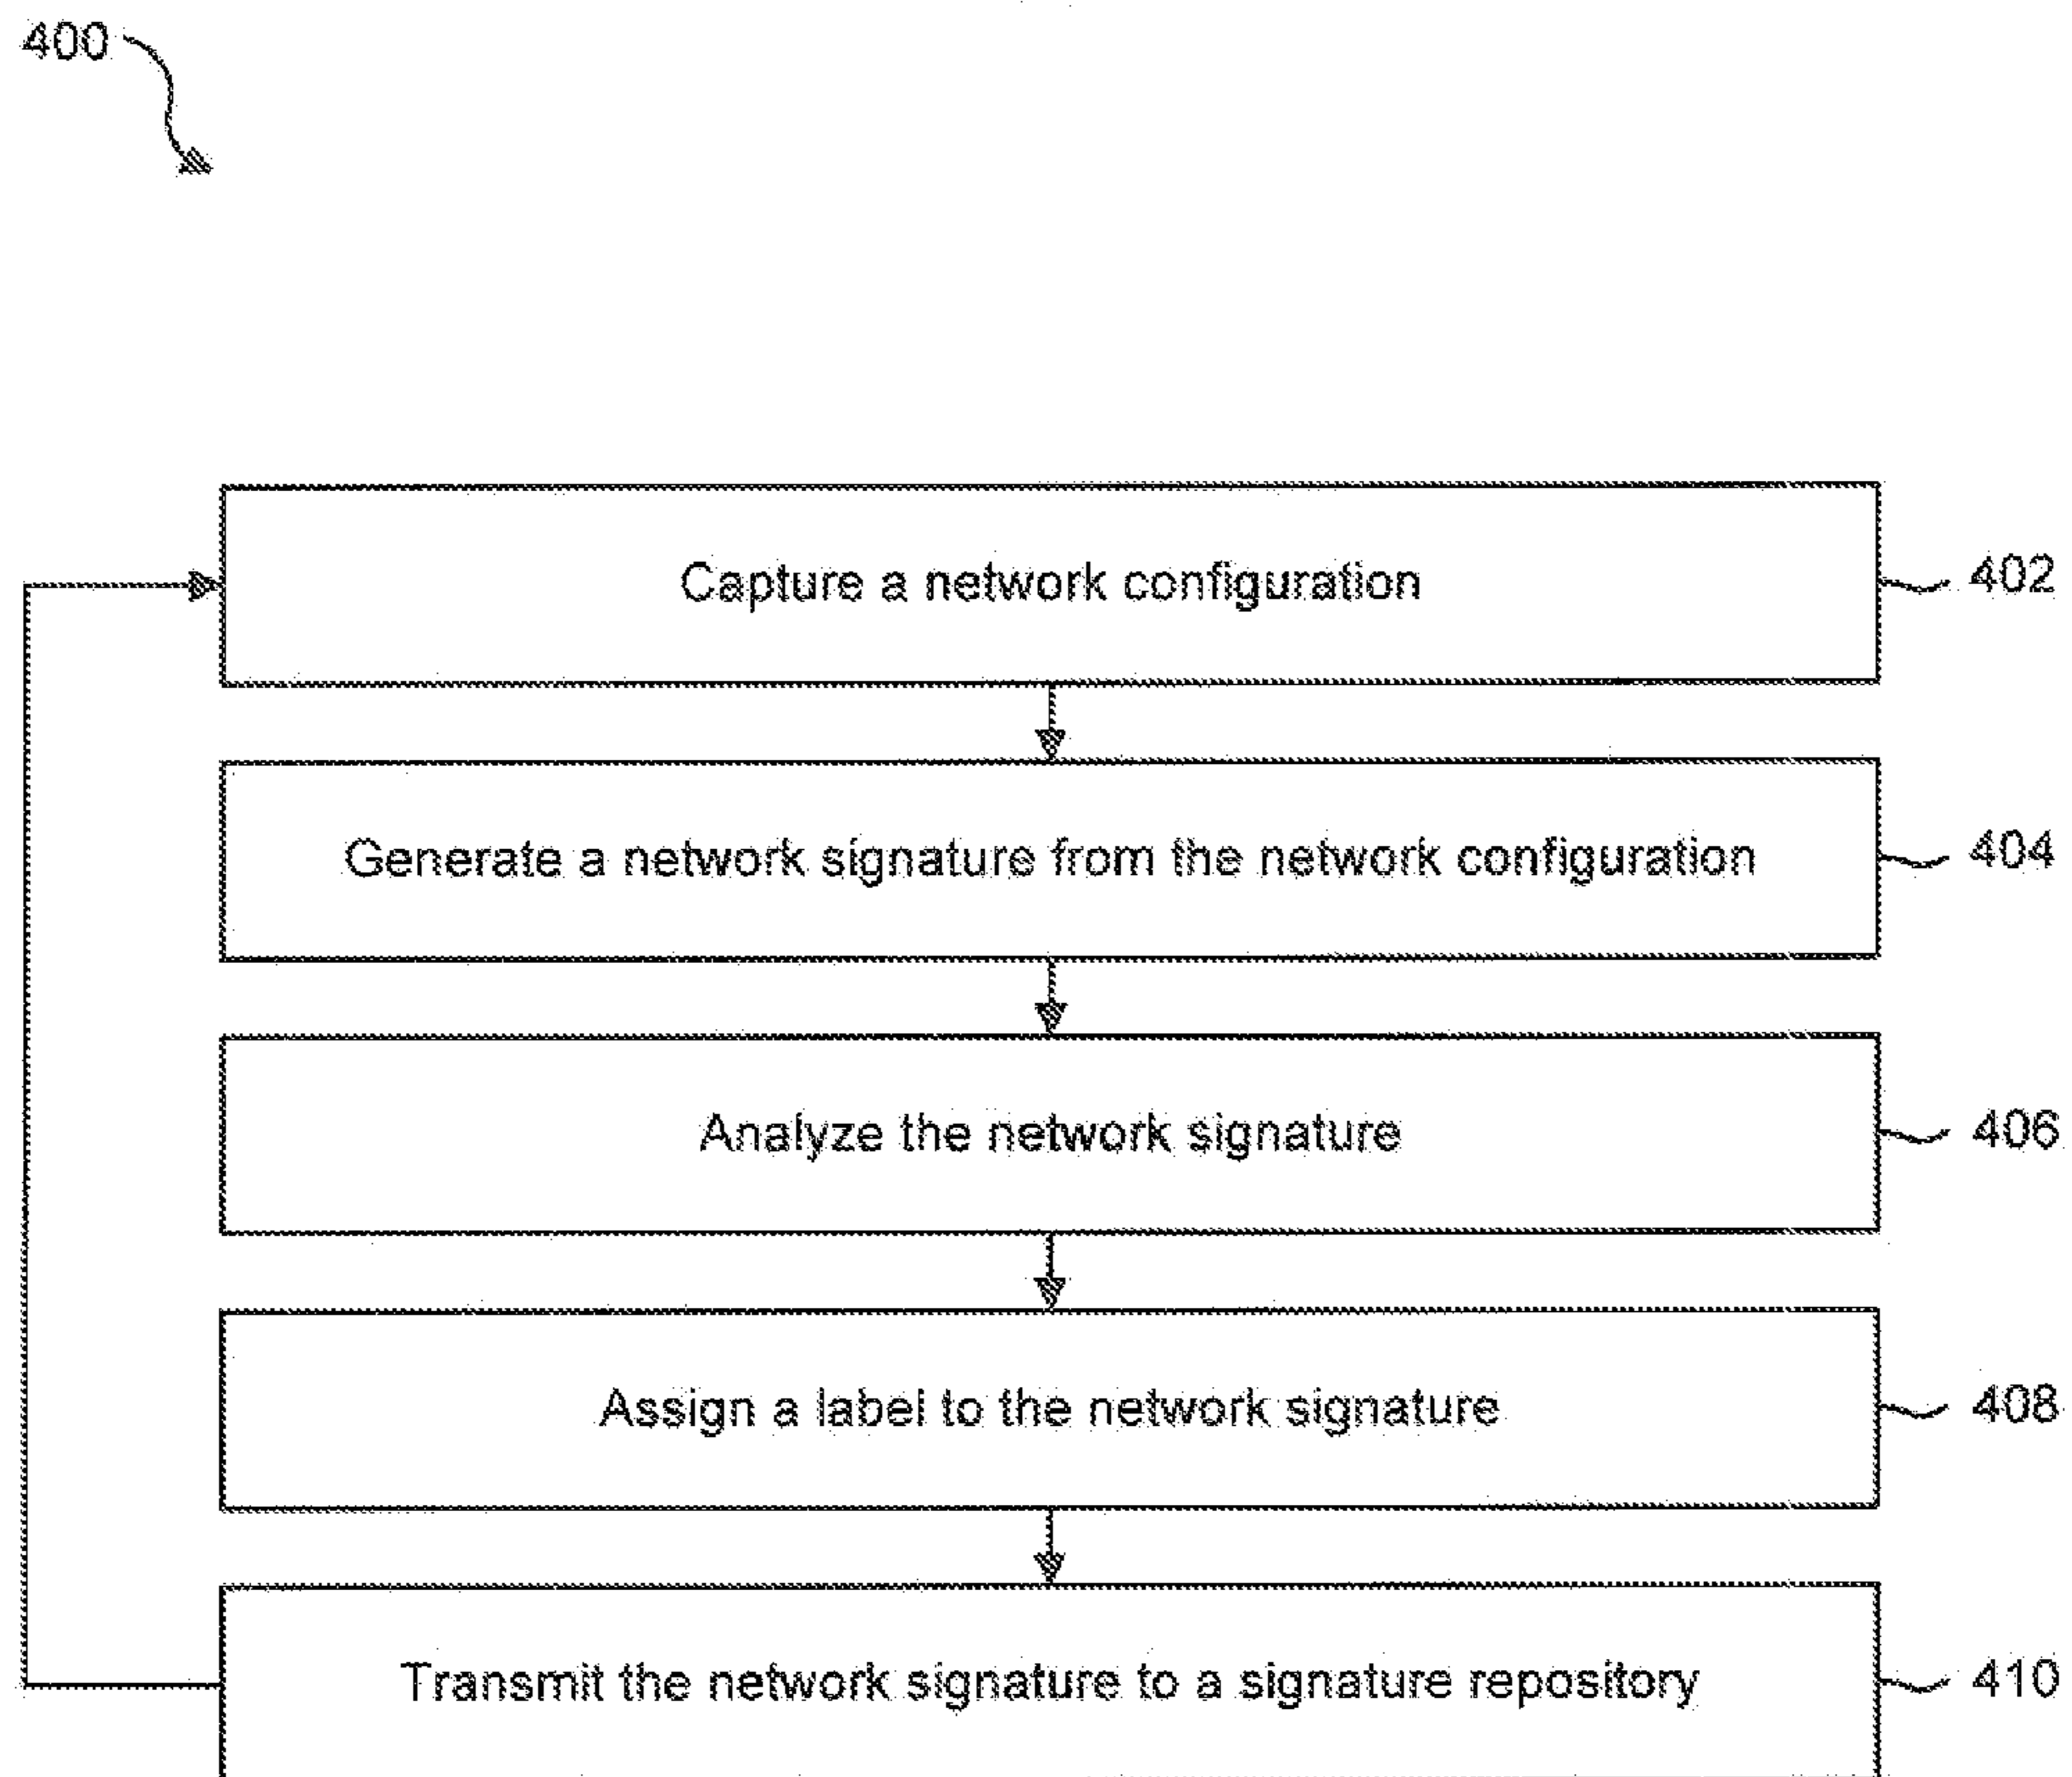 400
Capture a network configuration
402
Generate a network signature from the network configuration
404
Analyze the network signature
406
Assign a label to the network signature
408
Transmit the network signature to a signature repository
410